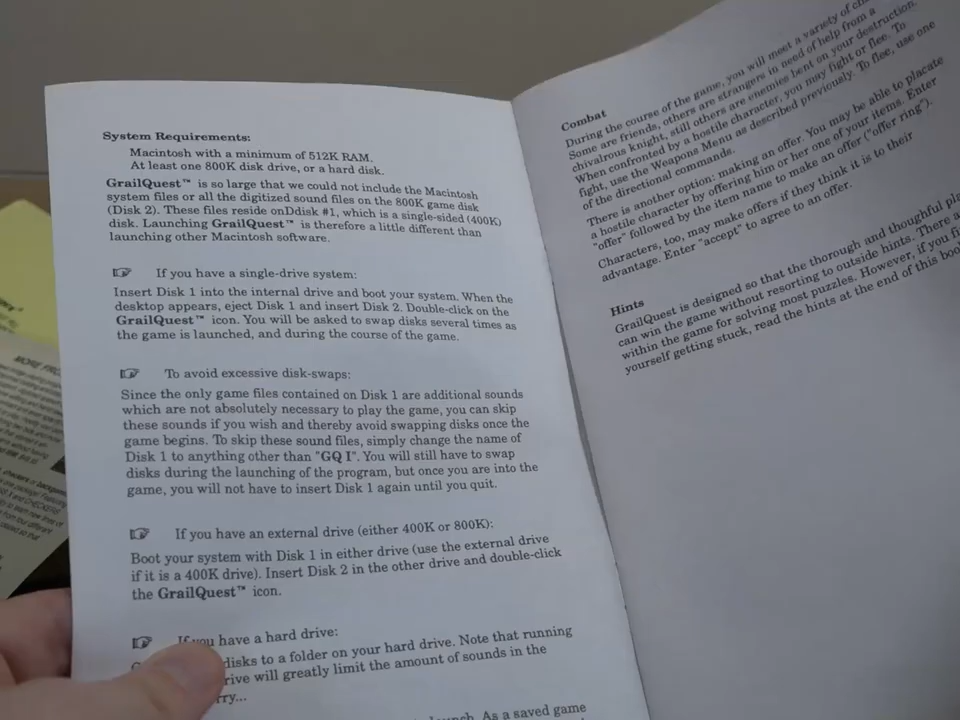 System Requirements:
Macintosh with a minimum of 512K RAM.
At least one 800K disk drive, or a hard disk.
GrailQuest™ is so large that we could not include the Macintosh
system files or all the digitized sound files on the 800K game disk
(Disk 2). These files reside onDdisk #1, which is a single-sided (400K)
disk. Launching GrailQuest™ is therefore a little different than
launching other Macintosh software.
If you have a single-drive system:
Insert Disk 1 into the internal drive and boot your system. When the
desktop appears, eject Disk 1 and insert Disk 2. Double-click on the
GrailQuest™ icon. You will be asked to swap disks several times as
the game is launched, and during the course of the game.
To avoid excessive disk-swaps:
Since the only game files contained on Disk 1 are additional sounds
which are not absolutely necessary to play the game, you can skip
these sounds if you wish and thereby avoid swapping disks once the
game begins. To skip these sound files, simply change the name of
Disk 1 to anything other than "GQ I". You will still have to swap
disks during the launching of the program, but once you are into the
game, you will not have to insert Disk 1 again until you quit.
If you have an external drive (either 400K or 800K):
Boot your system with Disk 1 in either drive (use the external drive
if it is a 400K drive). Insert Disk 2 in the other drive and double-click
the GrailQuest™ icon.
If you have a hard drive:
disks to a folder on your hard drive. Note that running
will greatly limit the amount of sounds in the
As a saved game
Combat
During the course of the game, you will meet a variety of
Some are friends, others are strangers in need of help from a
chivalrous knight, still others are enemies bent on your destruction.
When confronted by a hostile character, you may fight or flee. To
fight, use the Weapons Menu as described previously. To flee, use one
of the directional commands.
There is another option: making an offer. You may be able to placate
a hostile character by offering him or her one of your items. Enter
"offer" followed by the item name to make an offer ("offer ring").
Characters, too, may make offers if they think it is to their
advantage. Enter "accept" to agree to an offer.
Hints
GrailQuest is designed so that the thorough and thoughtful
can win the game without resorting to outside hints. There
within the game for solving most puzzles. However, if you
yourself getting stuck, read the hints at the end of this